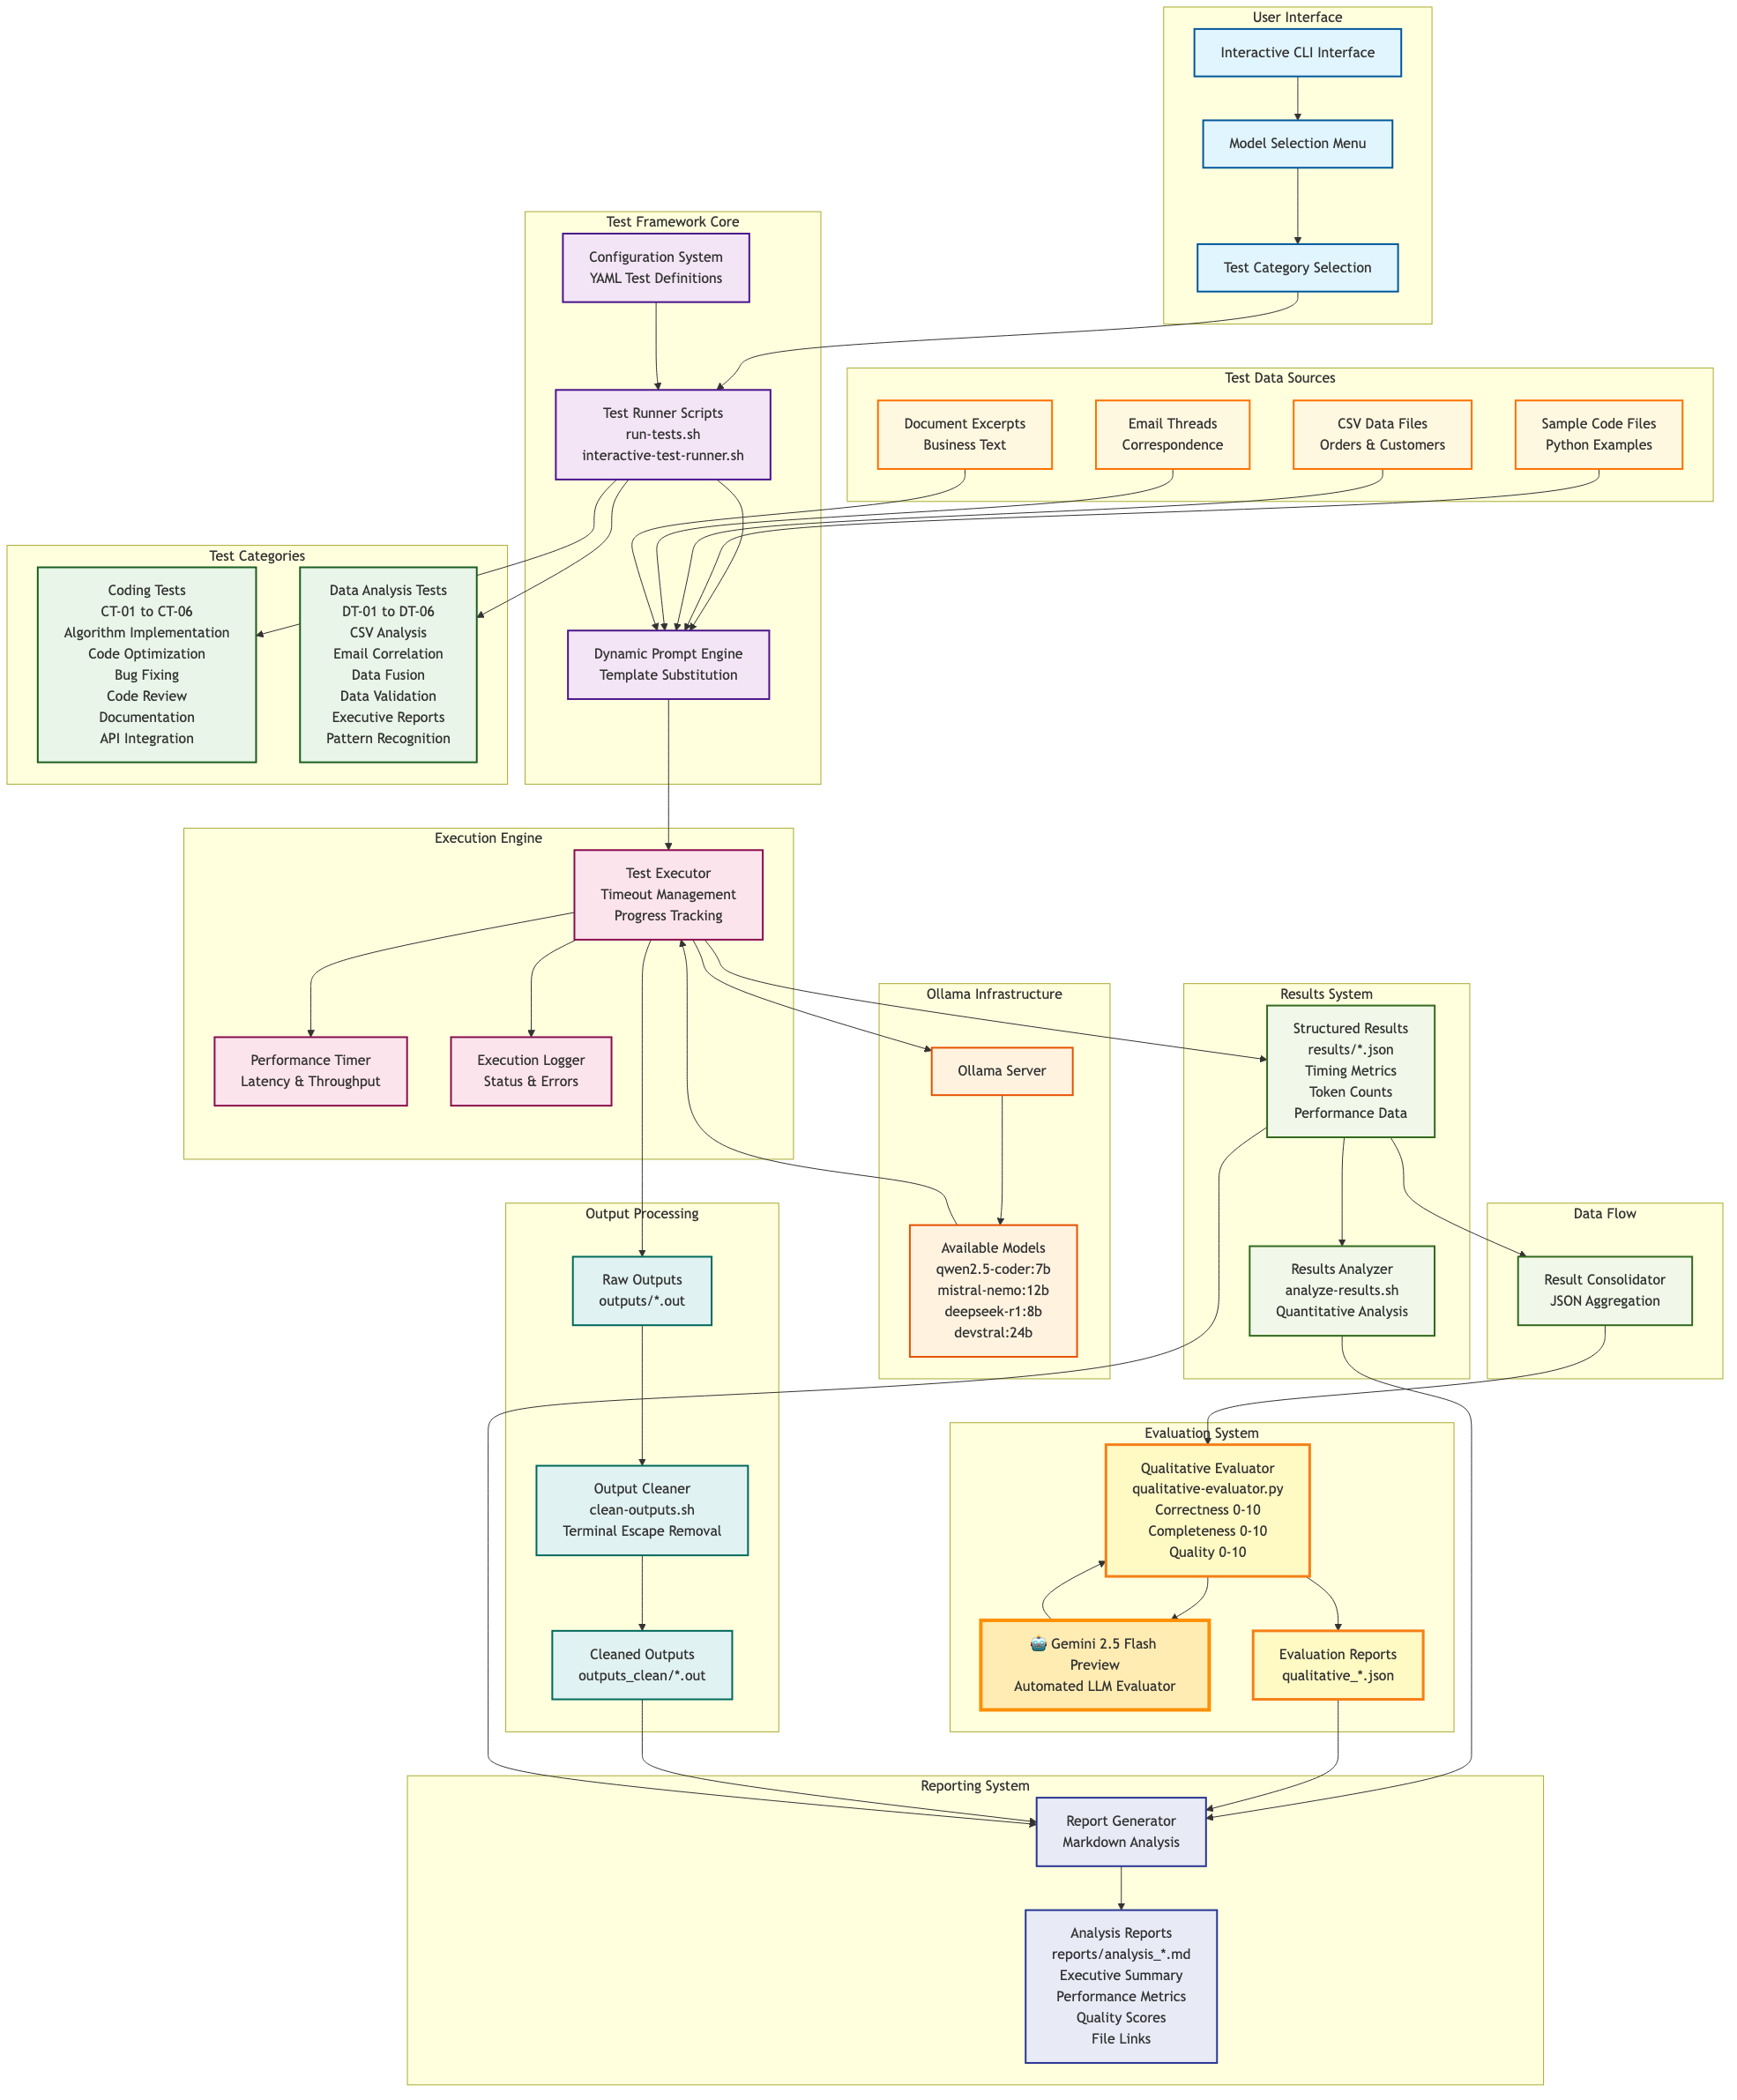 User Interface
Interactive CLI Interface
Model Selection Menu
Test Category Selection
Test Framework Core
Configuration System
YAML Test Definitions
Test Runner Scripts
run-tests.sh
interactive-test-runner.sh
Dynamic Prompt Engine
Template Substitution
Test Data Sources
Document Excerpts
Business Text
Email Threads
Correspondence
CSV Data Files
Orders & Customers
Sample Code Files
Python Examples
Test Categories
Coding Tests
CT-01 to CT-06
Algorithm Implementation
Code Optimization
Bug Fixing
Code Review
Documentation
API Integration
Data Analysis Tests
DT-01 to DT-06
CSV Analysis
Email Correlation
Data Fusion
Data Validation
Executive Reports
Pattern Recognition
Execution Engine
Test Executor
Timeout Management
Progress Tracking
Performance Timer
Latency & Throughput
Execution Logger
Status & Errors
Ollama Infrastructure
Ollama Server
Available Models
qwen2.5-coder:7b
mistral-nemo:12b
deepseek-r1:8b
devstral:24b
Results System
Structured Results
results/*.json
Timing Metrics
Token Counts
Performance Data
Results Analyzer
analyze-results.sh
Quantitative Analysis
Data Flow
Result Consolidator
JSON Aggregation
Output Processing
Raw Outputs
outputs/*.out
Output Cleaner
clean-outputs.sh
Terminal Escape Removal
Cleaned Outputs
outputs_clean/*.out
Evaluation System
Qualitative Evaluator
qualitative-evaluator.py
Correctness 0-10
Completeness 0-10
Quality 0-10
🤖 Gemini 2.5 Flash
Preview
Automated LLM Evaluator
Evaluation Reports
qualitative_*.json
Reporting System
Report Generator
Markdown Analysis
Analysis Reports
reports/analysis_*.md
Executive Summary
Performance Metrics
Quality Scores
File Links